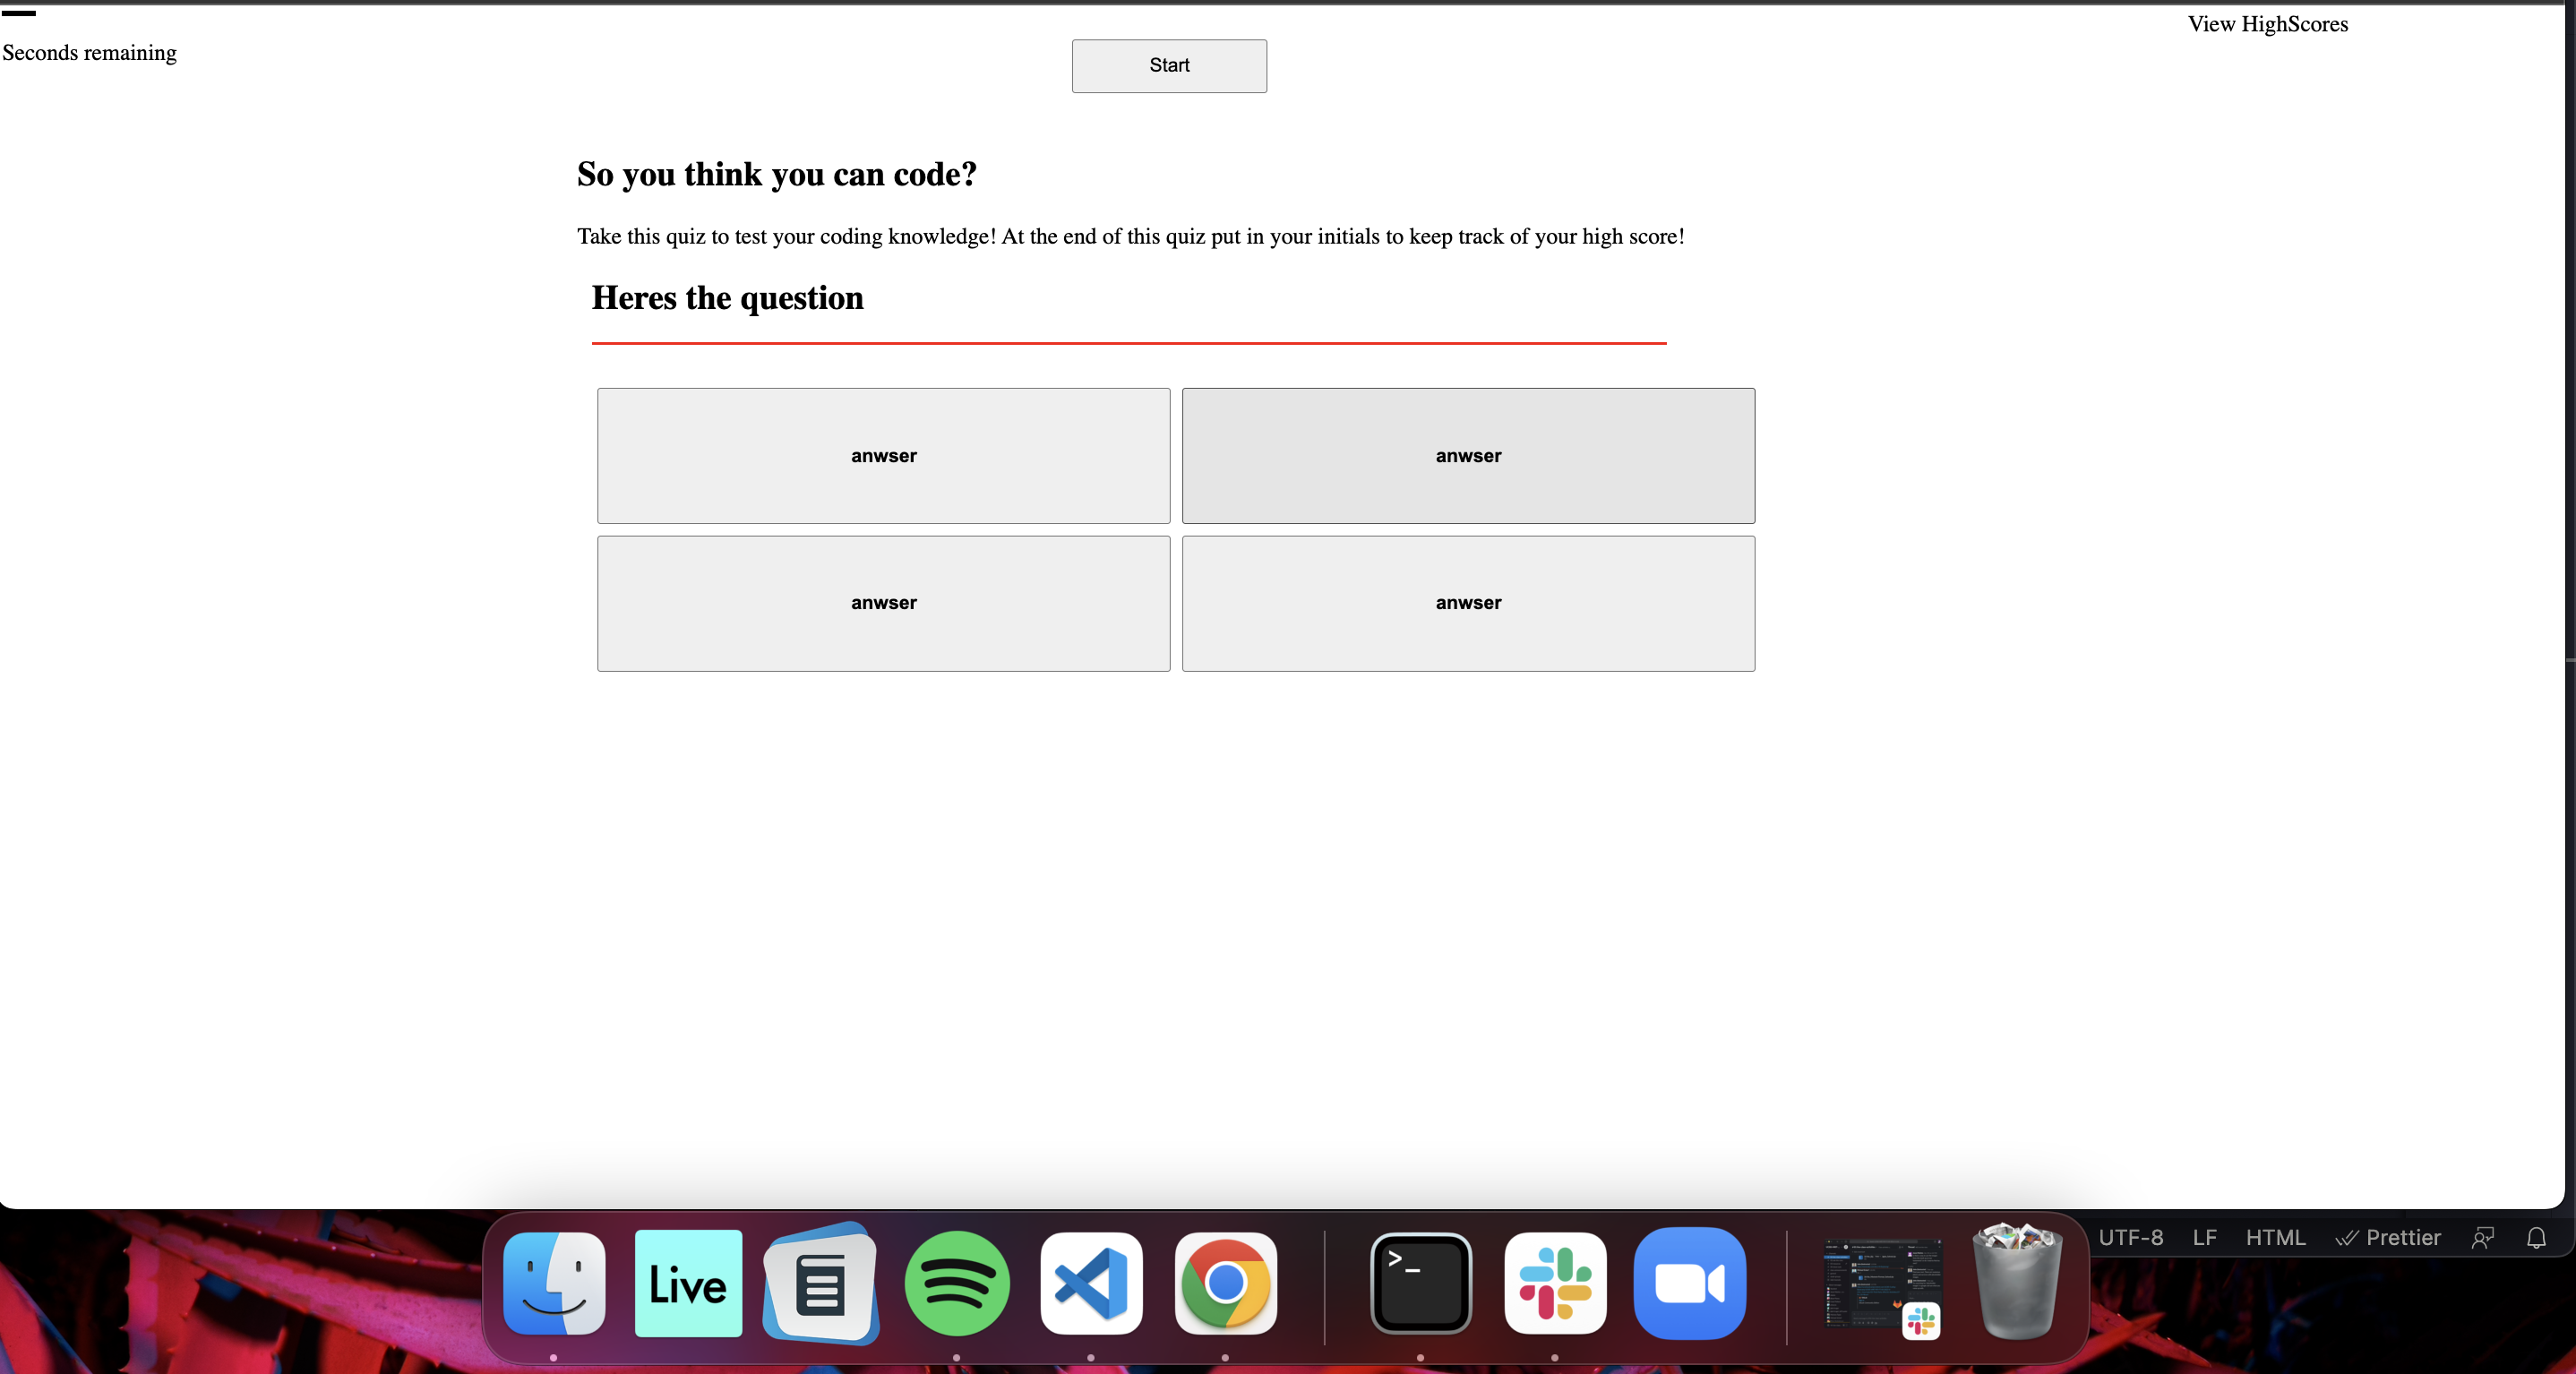 View HighScores
Seconds remaining
Start
So you think you can code?
Take this quiz to test your coding knowledge! At the end of this quiz put in your initials to keep track of your high score!
Heres the question
anwser
anwser
anwser
anwser
Live
>_
UTF-8 LF HTML Prettier